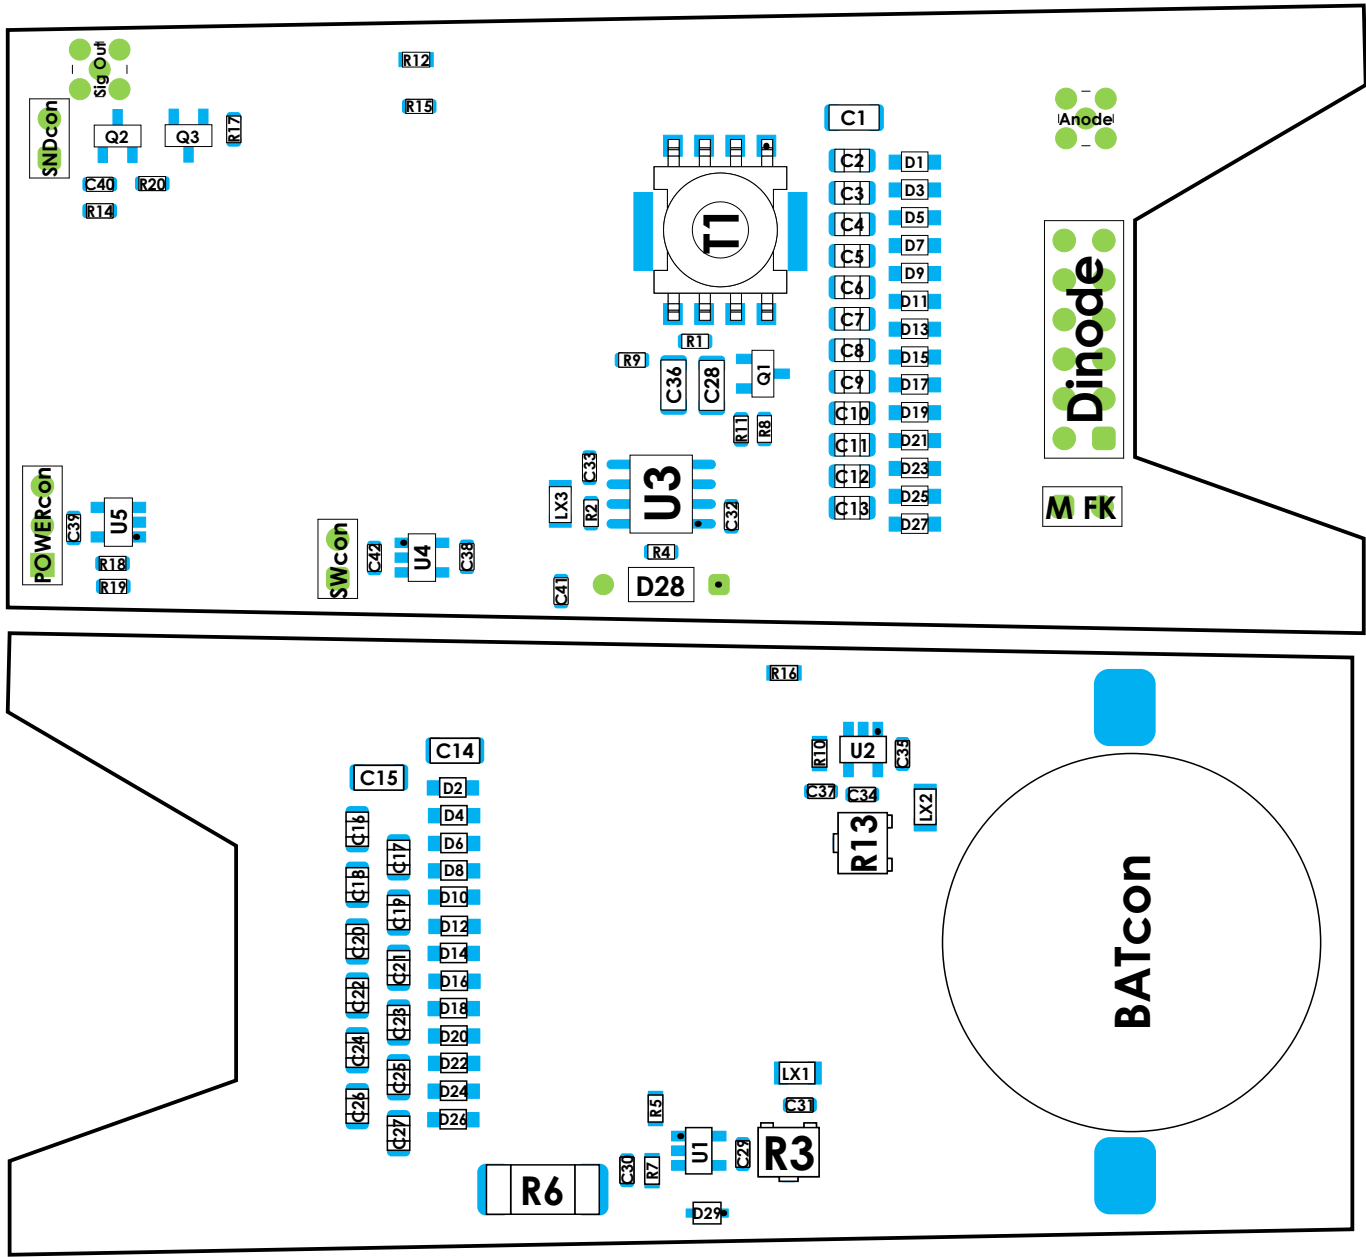 Sig Out
SNDcon
Q2
Q3
R17
C40
R20
R14
R12
R15
C1
Anode
T1
C2
D1
C3
D3
C4
D5
C5
D7
C6
D9
C7
D11
C8
D13
C9
D15
C10
D17
C11
D19
C12
D21
C13
D23
D25
D27
Dinode
M FK
R1
R9
C36
C28
Q1
R11
R8
C33
LX3
R2
U3
C32
R4
D28
C41
POWERcon
C39
U5
R18
R19
SWcon
C42
U4
C38
R16
C14
C15
D2
D4
D6
D8
D10
D12
D14
D16
D18
D20
D22
D24
D26
C16
C17
C18
C19
C20
C21
C22
C23
C24
C25
C26
C27
R10
U2
C35
C37
C34
LX2
R13
BATcon
LX1
C31
R5
U1
C29
R3
C30
R7
R6
D29